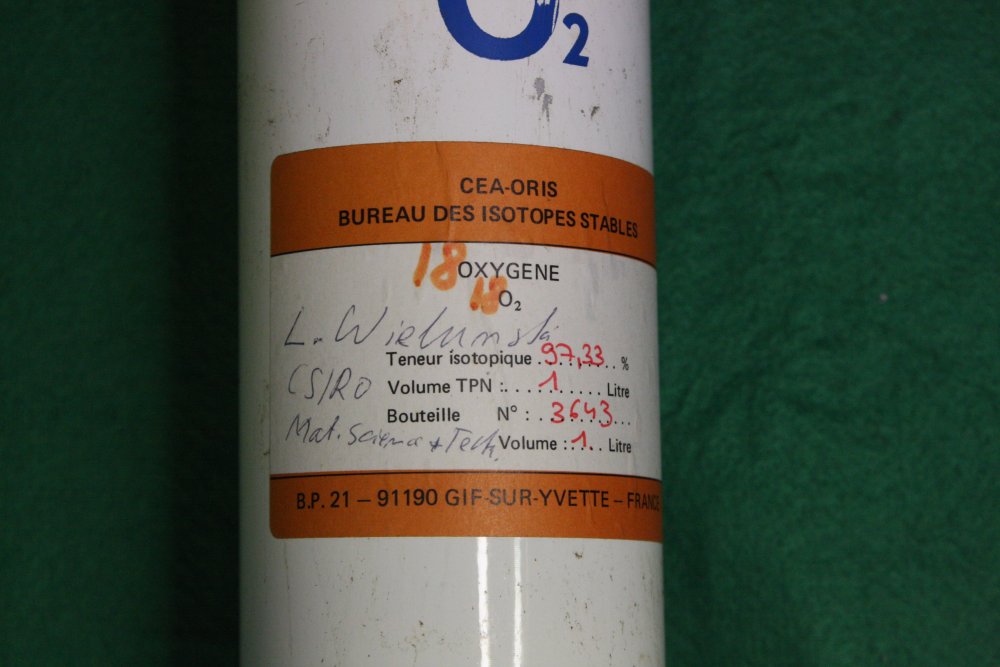 O2
CEA-ORIS
BUREAU DES ISOTOPES STABLES
18 OXYGENE
18 O2
L. Wielunski
Teneur isotopique 97,33 %
CSIRO Volume TPN : 1 Litre
Bouteille N° : 3643
Mat. Science + Tech. Volume : 1 Litre
B.P. 21 – 91190 GIF-SUR-YVETTE – FRANCE